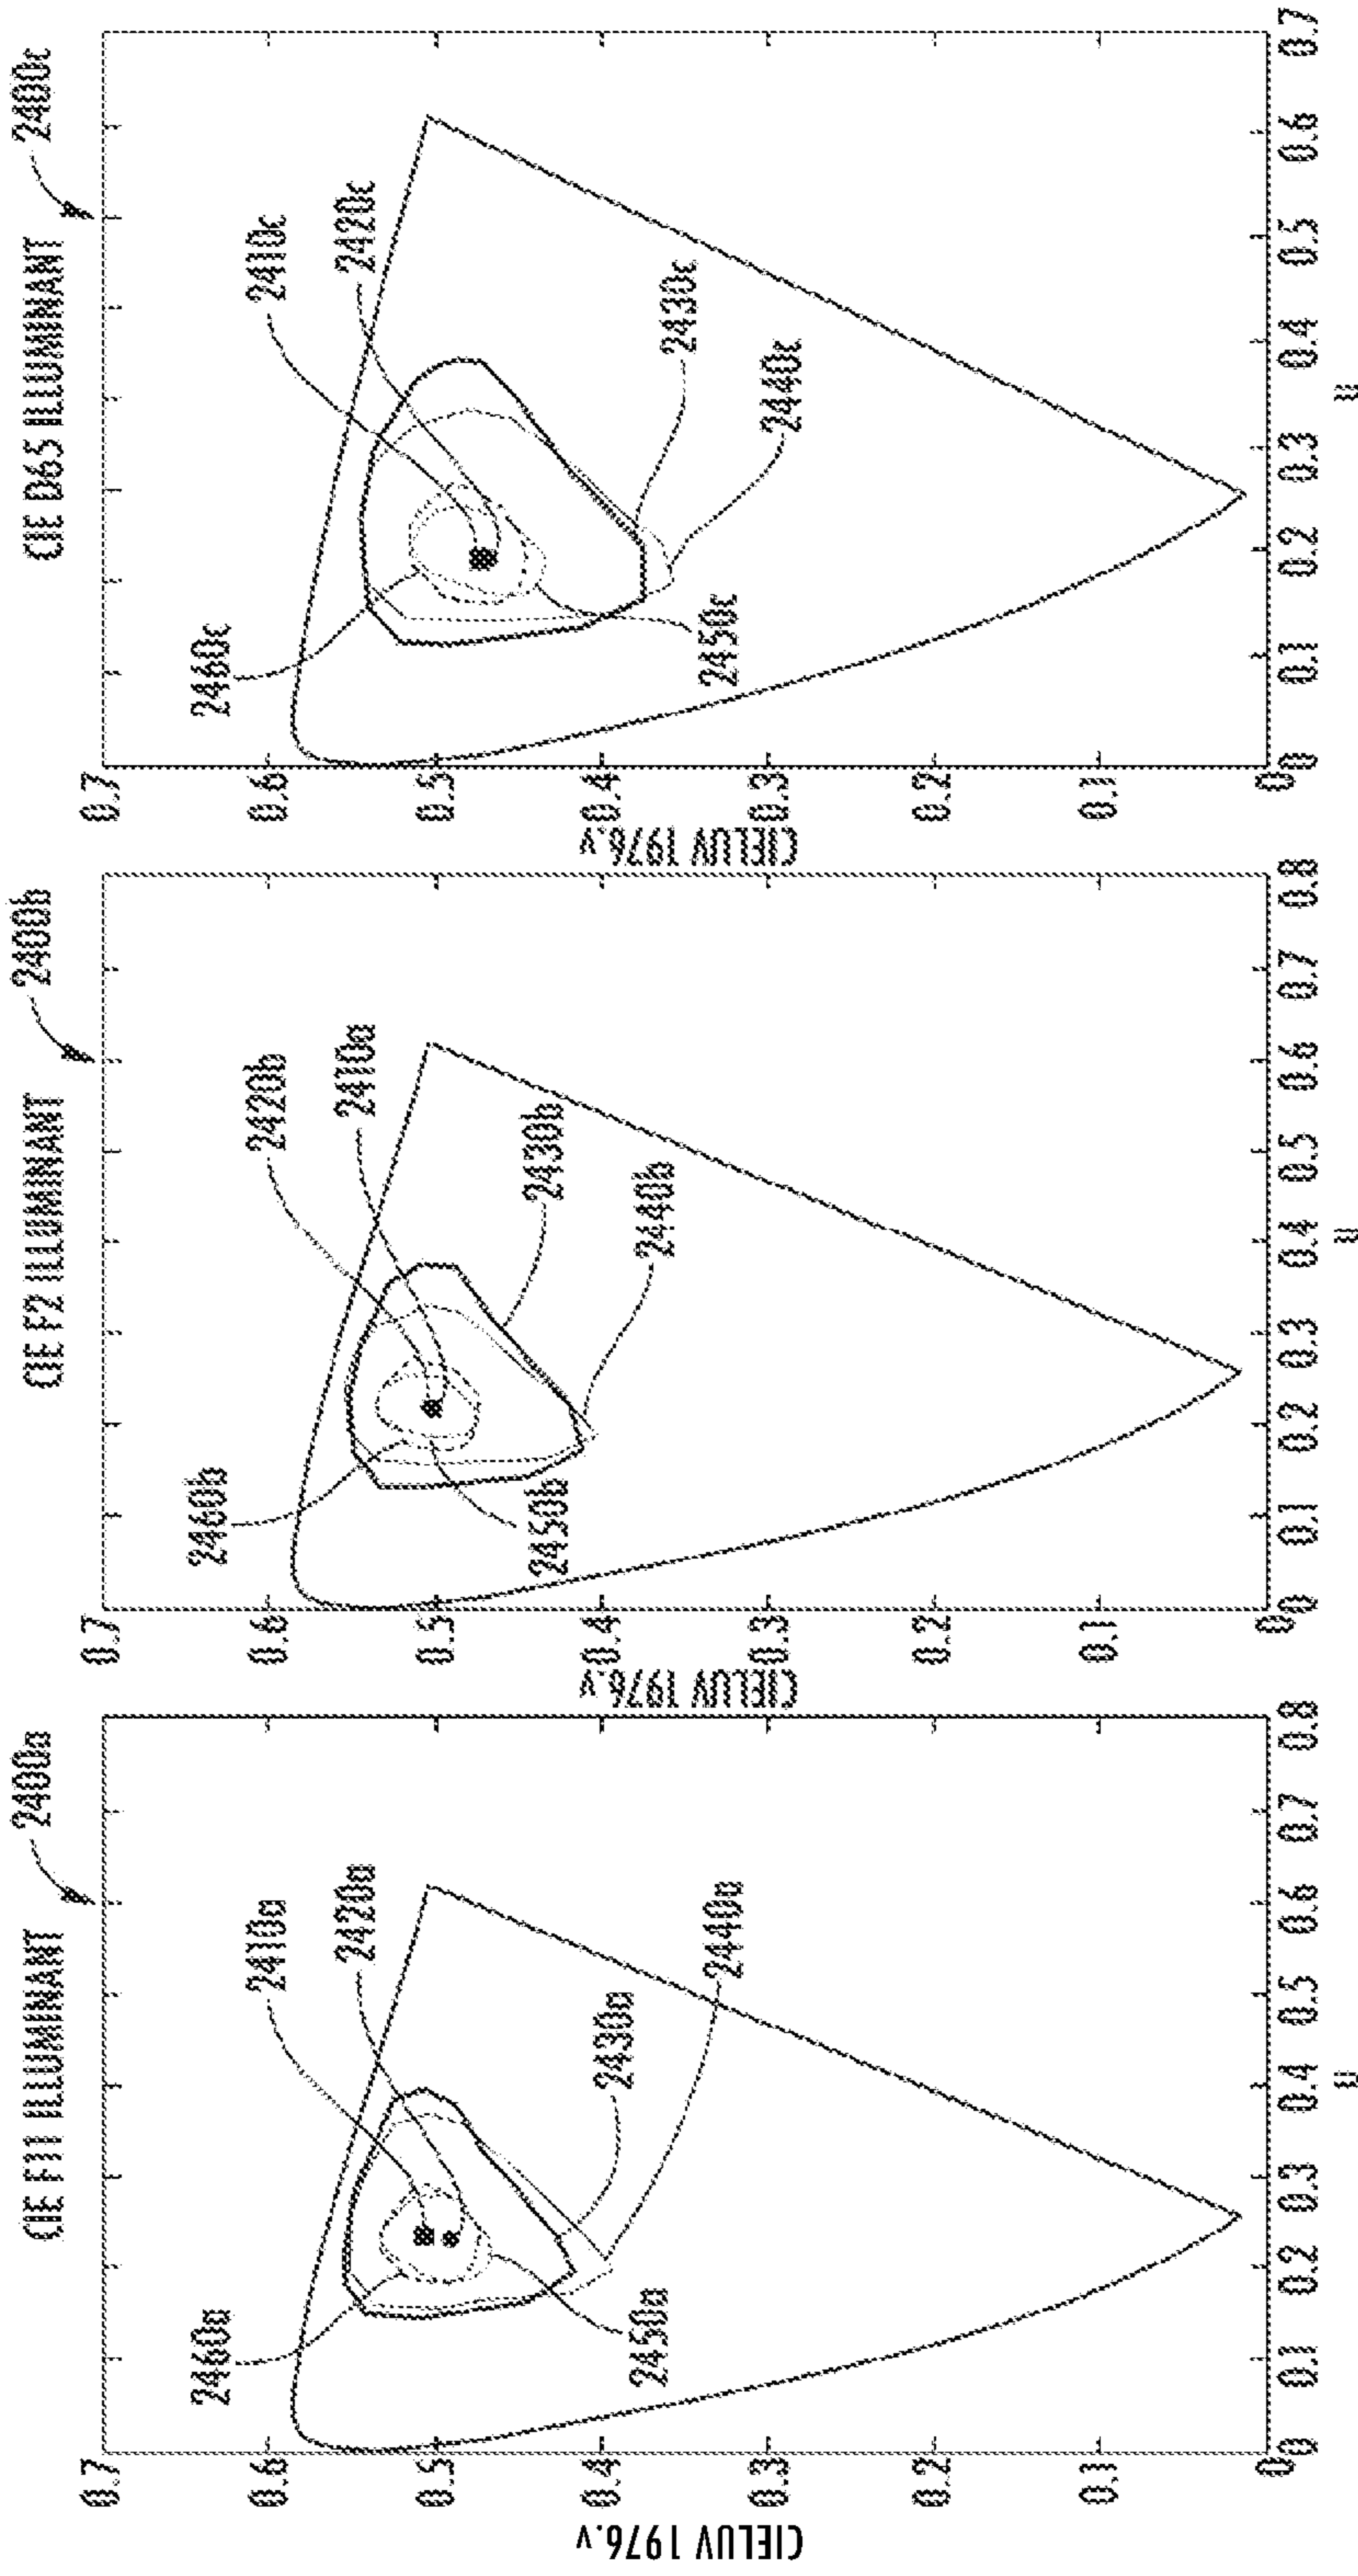 CIE F11 ILLUMINANT
2400a
2410a
2420a
2460a
2430a
2440a
2450a
CIELUV 1976.v
0.7
0.6
0.5
0.4
0.3
0.2
0.1
0
0 0.1 0.2 0.3 0.4 0.5 0.6 0.7 0.8
u
CIE F2 ILLUMINANT
2400b
2420b
2410a
2460b
2430b
2450b
2440b
CIELUV 1976.v
0.7
0.6
0.5
0.4
0.3
0.2
0.1
0
0 0.1 0.2 0.3 0.4 0.5 0.6 0.7 0.8
u
CIE D65 ILLUMINANT
2400c
2410c
2420c
2460c
2430c
2450c
2440c
CIELUV 1976.v
0.7
0.6
0.5
0.4
0.3
0.2
0.1
0
0 0.1 0.2 0.3 0.4 0.5 0.6 0.7
u